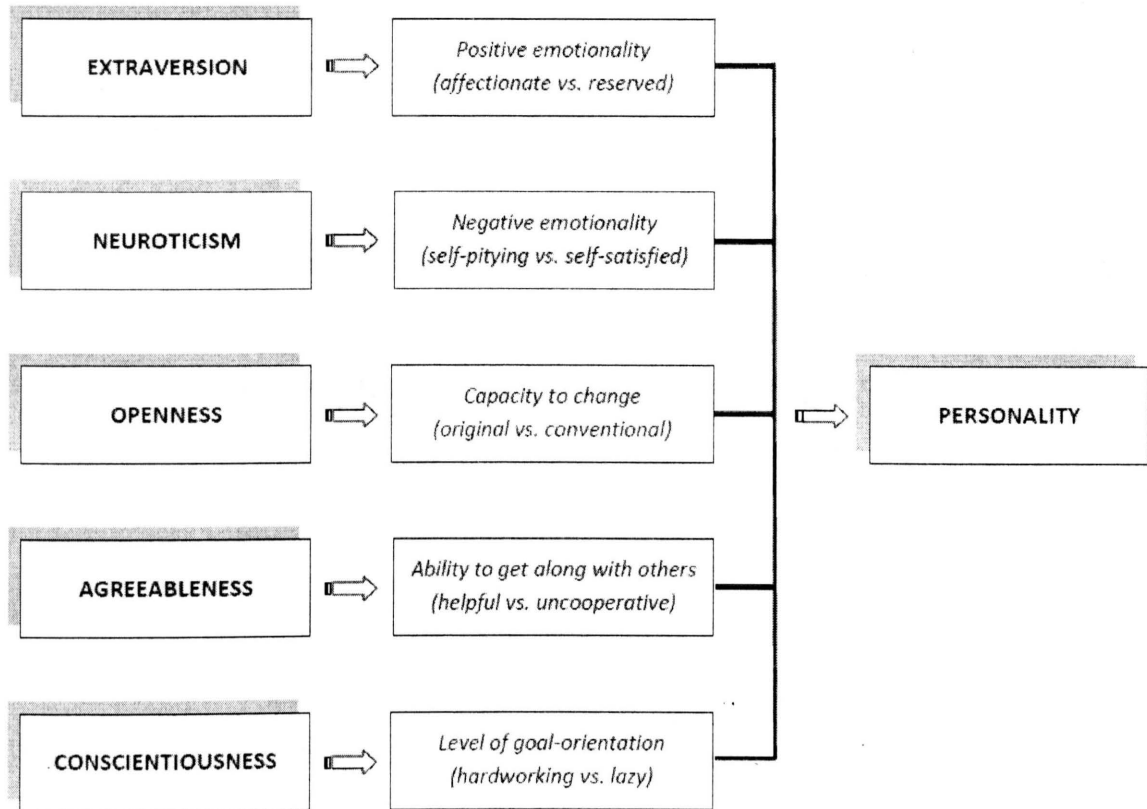 EXTRAVERSION
Positive emotionality
(affectionate vs. reserved)
NEUROTICISM
Negative emotionality
(self-pitying vs. self-satisfied)
OPENNESS
Capacity to change
(original vs. conventional)
PERSONALITY
AGREEABLENESS
Ability to get along with others
(helpful vs. uncooperative)
CONSCIENTIOUSNESS
Level of goal-orientation
(hardworking vs. lazy)